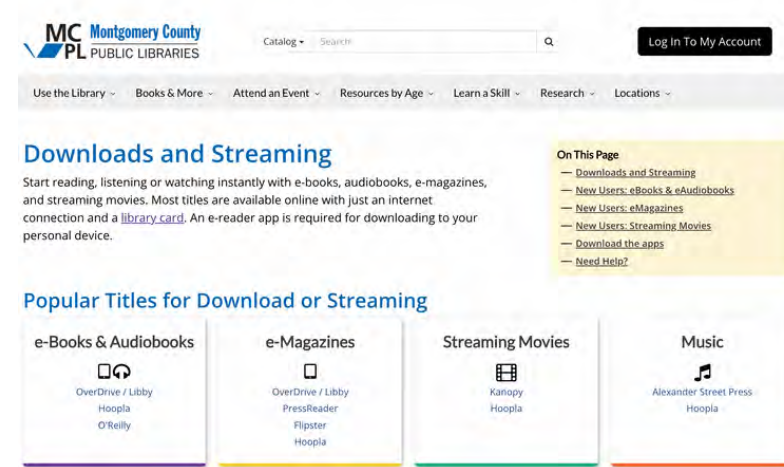 MC Montgomery County
PL PUBLIC LIBRARIES
Catalog
Search
Log In To My Account
Use the Library
Books & More
Attend an Event
Resources by Age
Learn a Skill
Research
Locations
Downloads and Streaming
Start reading, listening or watching instantly with e-books, audiobooks, e-magazines,
and streaming movies. Most titles are available online with just an internet
connection and a library card. An e-reader app is required for downloading to your
personal device.
On This Page
— Downloads and Streaming
— New Users: eBooks & eAudiobooks
— New Users: eMagazines
— New Users: Streaming Movies
— Download the apps
— Need Help?
Popular Titles for Download or Streaming
e-Books & Audiobooks
OverDrive / Libby
Hoopla
O'Reilly
e-Magazines
OverDrive / Libby
PressReader
Flipster
Hoopla
Streaming Movies
Kanopy
Hoopla
Music
Alexander Street Press
Hoopla